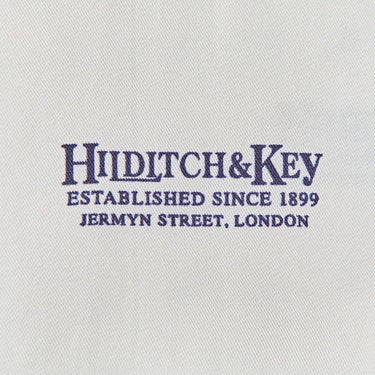 HILDITCH & KEY
ESTABLISHED SINCE 1899
JERMYN STREET, LONDON